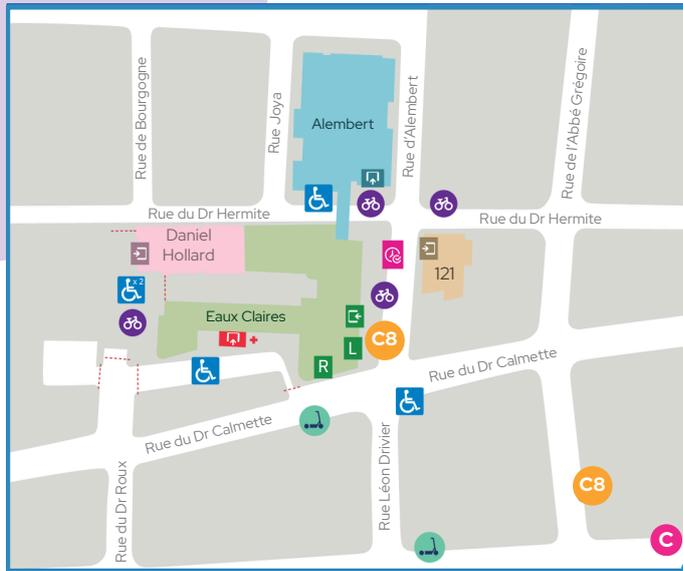 Rue de Bourgogne
Rue Joya
Alembert
Rue d'Alembert
Rue de l'Abbé Grégoire
Rue du Dr Hermite
Rue du Dr Hermite
Daniel
Hollard
121
x 2
Eaux Claires
C8
L
R
Rue du Dr Calmette
Rue du Dr Calmette
Rue Léon Drivier
Rue du Dr Roux
C8
C